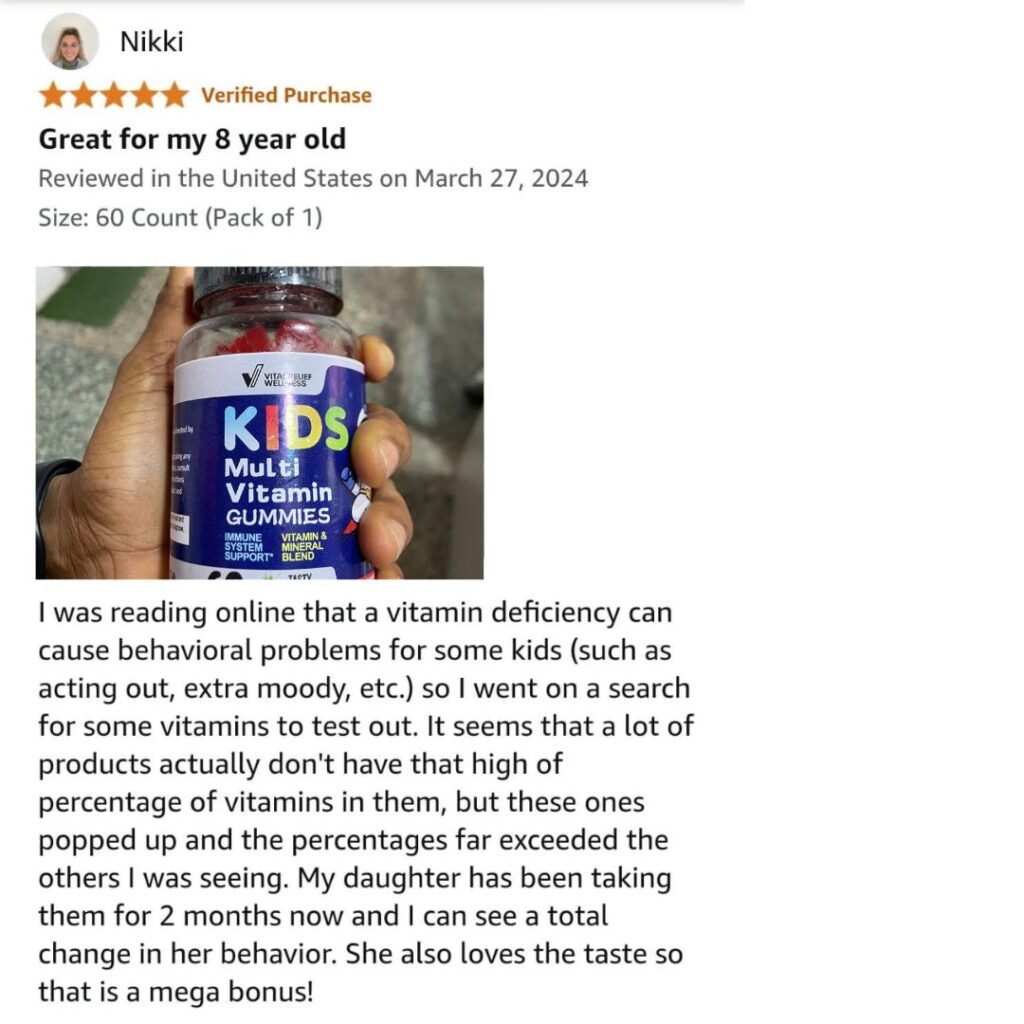 Nikki
Verified Purchase
Great for my 8 year old
Reviewed in the United States on March 27, 2024
Size: 60 Count (Pack of 1)
WELLNESS
KIDS
Multi
Vitamin
GUMMIES
IMMUNE
SYSTEM
SUPPORT*
VITAMIN &
MINERAL
BLEND
TASTY
I was reading online that a vitamin deficiency can
cause behavioral problems for some kids (such as
acting out, extra moody, etc.) so I went on a search
for some vitamins to test out. It seems that a lot of
products actually don't have that high of
percentage of vitamins in them, but these ones
popped up and the percentages far exceeded the
others I was seeing. My daughter has been taking
them for 2 months now and I can see a total
change in her behavior. She also loves the taste so
that is a mega bonus!